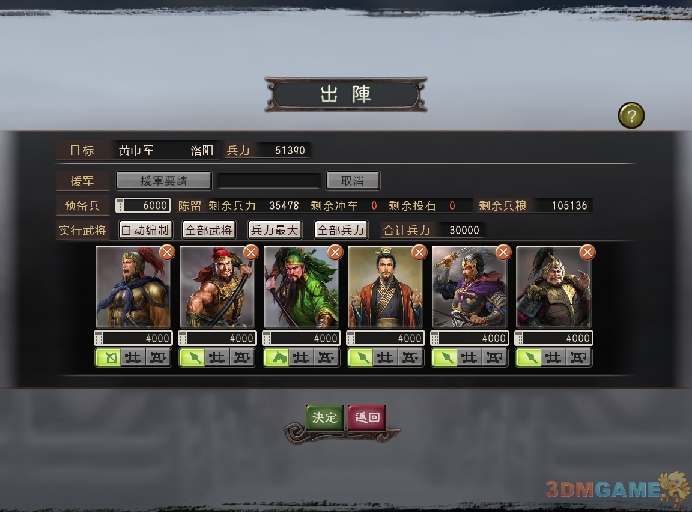 出陣
?
目标 黄巾军 洛阳 兵力 51390
援军 援軍要請 取消
预备兵 6000 陈留 剩余兵力 35478 剩余冲车 0 剩余投石 0 剩余兵粮 105136
实行武将 自动编制 全部武将 兵力最大 全部兵力 合计兵力 30000
4000 4000 4000 4000 4000 4000
決定 返回
3DMGAME